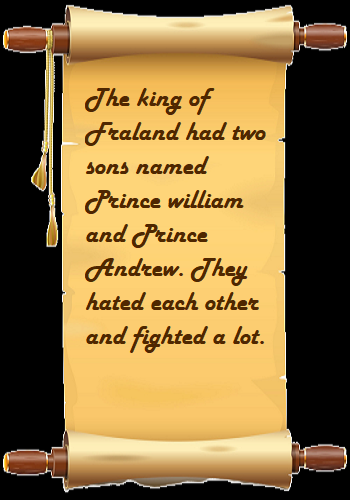 The king of
Fraland had two
sons named
Prince william
and Prince
Andrew. They
hated each other
and fighted a lot.